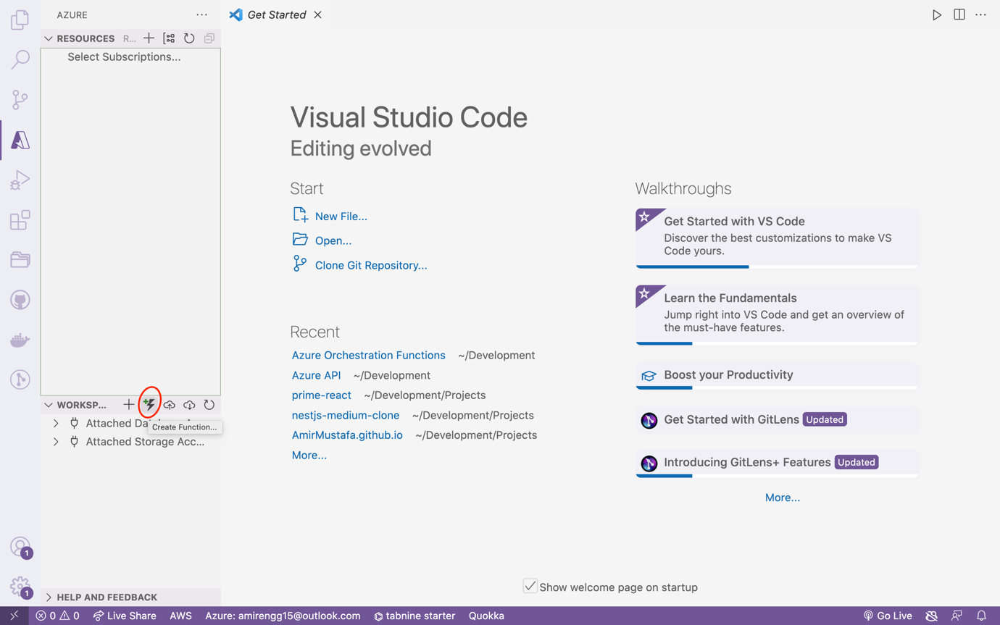 AZURE
Get Started
RESOURCES R...
Select Subscriptions...
Visual Studio Code
Editing evolved
Start
New File...
Open...
Clone Git Repository...
Recent
Azure Orchestration Functions ~/Development
Azure API ~/Development
prime-react ~/Development/Projects
nestjs-medium-clone ~/Development/Projects
AmirMustafa.github.io ~/Development/Projects
More...
Walkthroughs
Get Started with VS Code
Discover the best customizations to make VS
Code yours.
Learn the Fundamentals
Jump right into VS Code and get an overview of
the must-have features.
Boost your Productivity
Get Started with GitLens Updated
Introducing GitLens+ Features Updated
More...
WORKSP...
Attached
Create Function...
Attached Storage Acc...
1
1
HELP AND FEEDBACK
Show welcome page on startup
0 0 Live Share AWS Azure: amirengg15@outlook.com tabnine starter Quokka Go Live